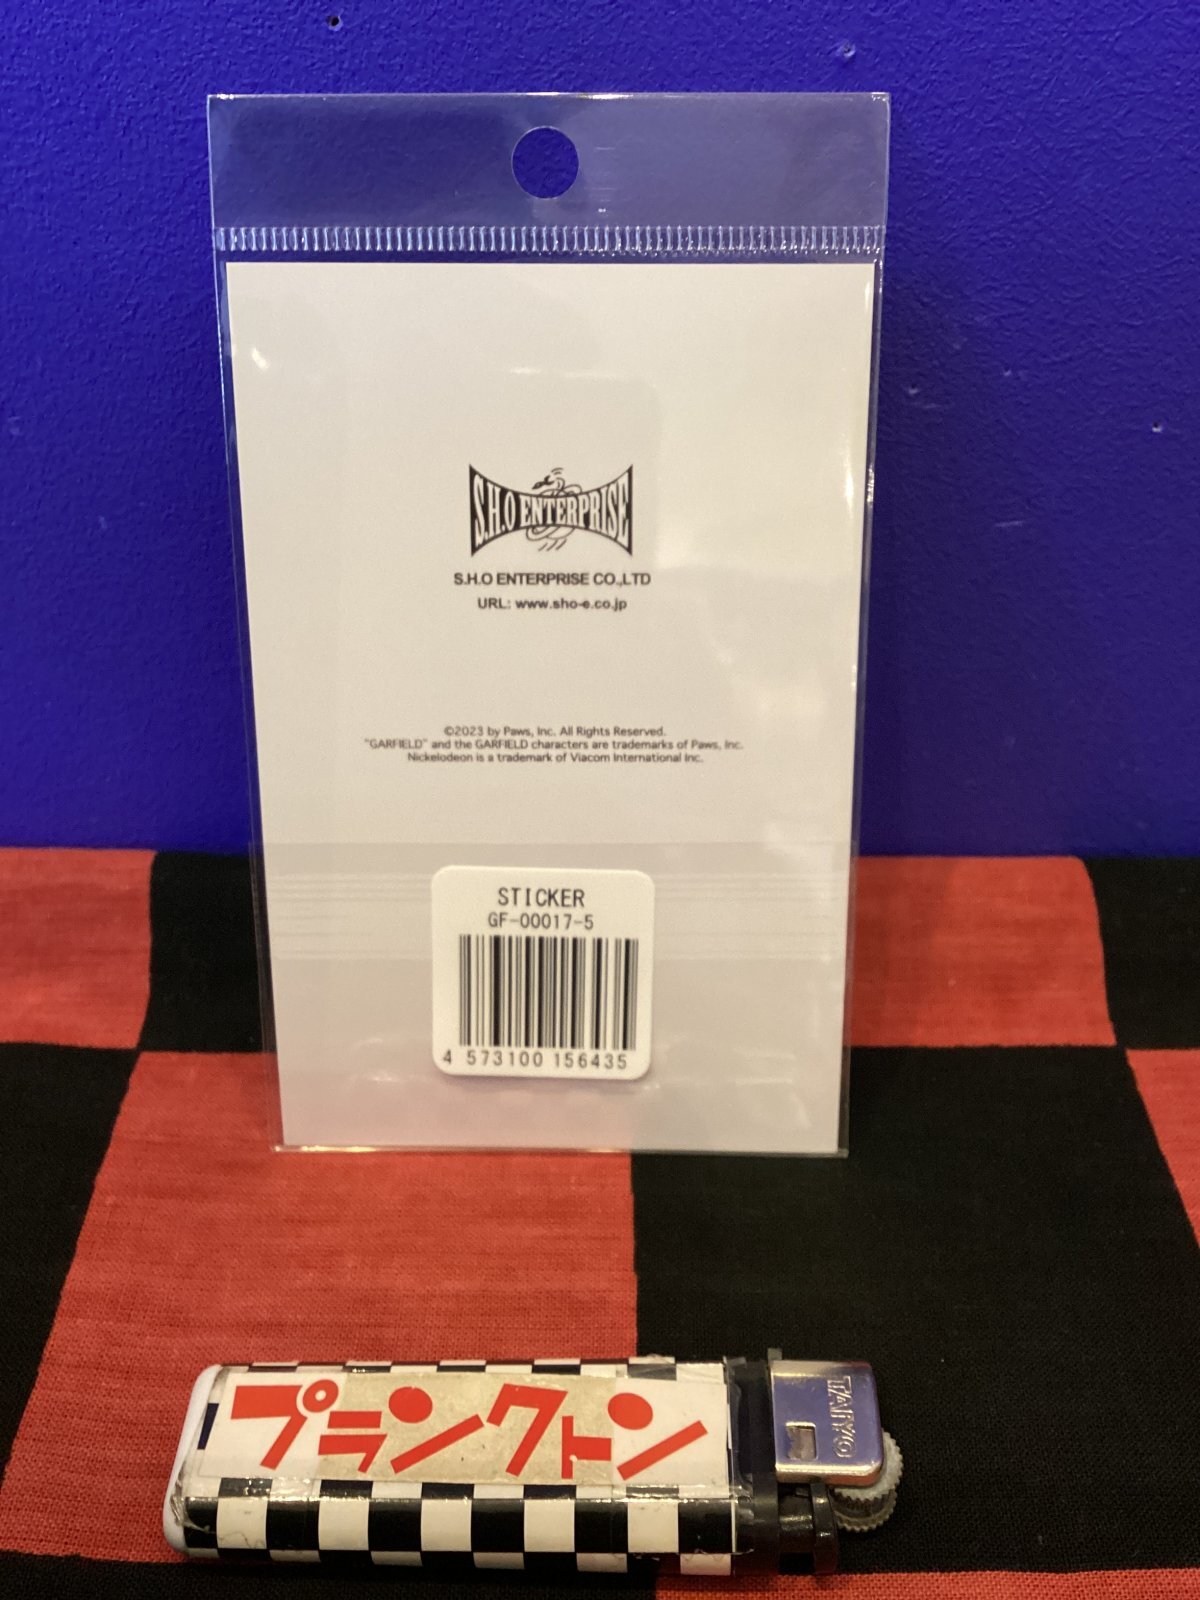 S.H.O ENTERPRISE
S.H.O ENTERPRISE CO.,LTD
URL: www.sho-e.co.jp
©2023 by Paws, Inc. All Rights Reserved.
"GARFIELD" and the GARFIELD characters are trademarks of Paws, Inc.
Nickelodeon is a trademark of Viacom International Inc.
STICKER
GF-00017-5
4 573100 156435
プランクトン
TAIYO